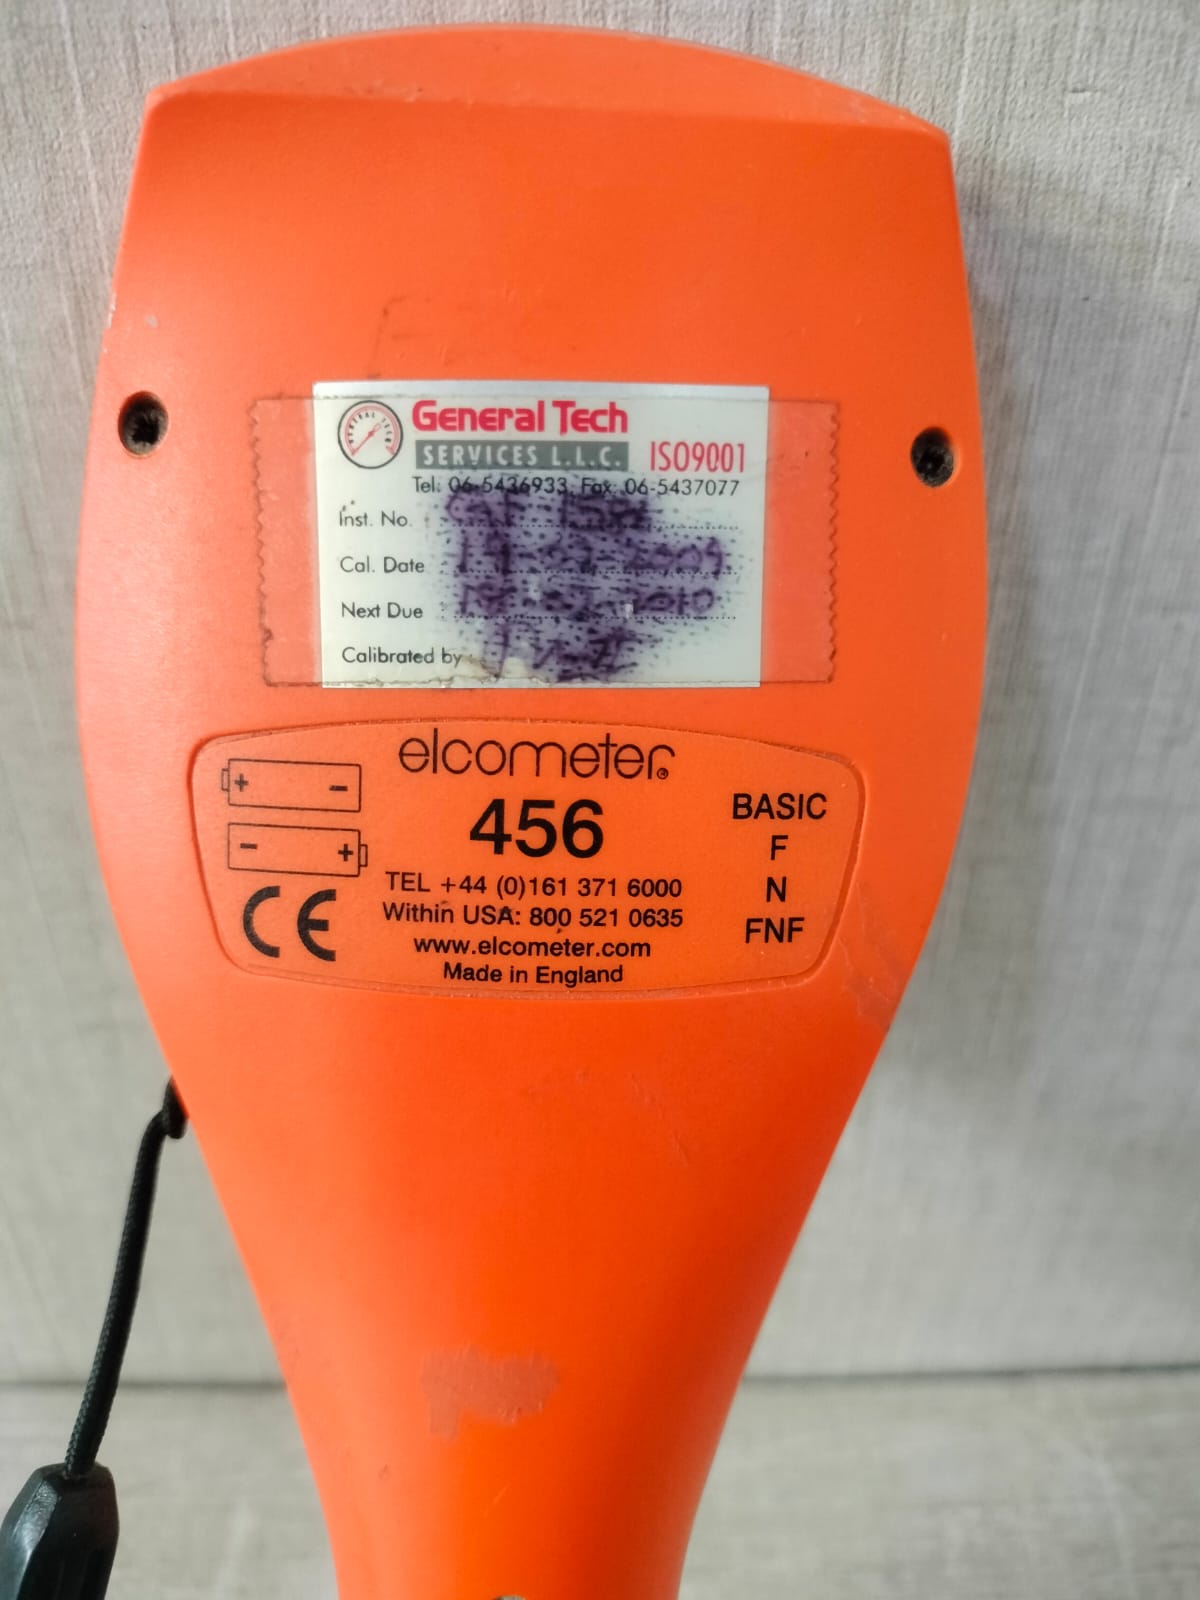 General Tech
SERVICES L.L.C. ISO9001
Tel: 06-5436933, Fax: 06-5437077
Inst. No.
Cal. Date 2009
Next Due 2010
Calibrated by
elcometer®
456
BASIC
F
N
FNF
TEL +44 (0)161 371 6000
Within USA: 800 521 0635
www.elcometer.com
Made in England
+ -
- +
CE